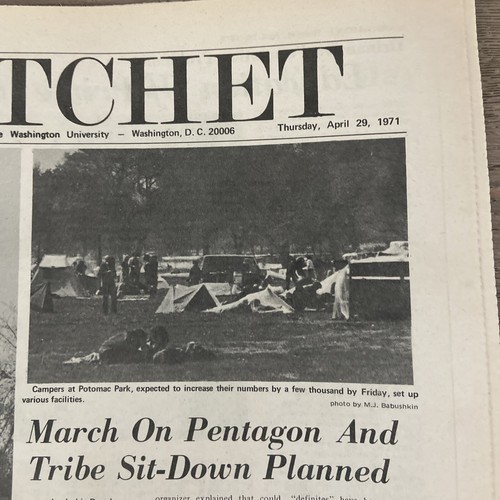 TCHET
Washington University – Washington, D. C. 20006
Thursday, April 29, 1971
Campers at Potomac Park, expected to increase their numbers by a few thousand by Friday, set up
various facilities.
photo by M.J. Babushkin
March On Pentagon And
Tribe Sit-Down Planned
organizer explained that could "definites"